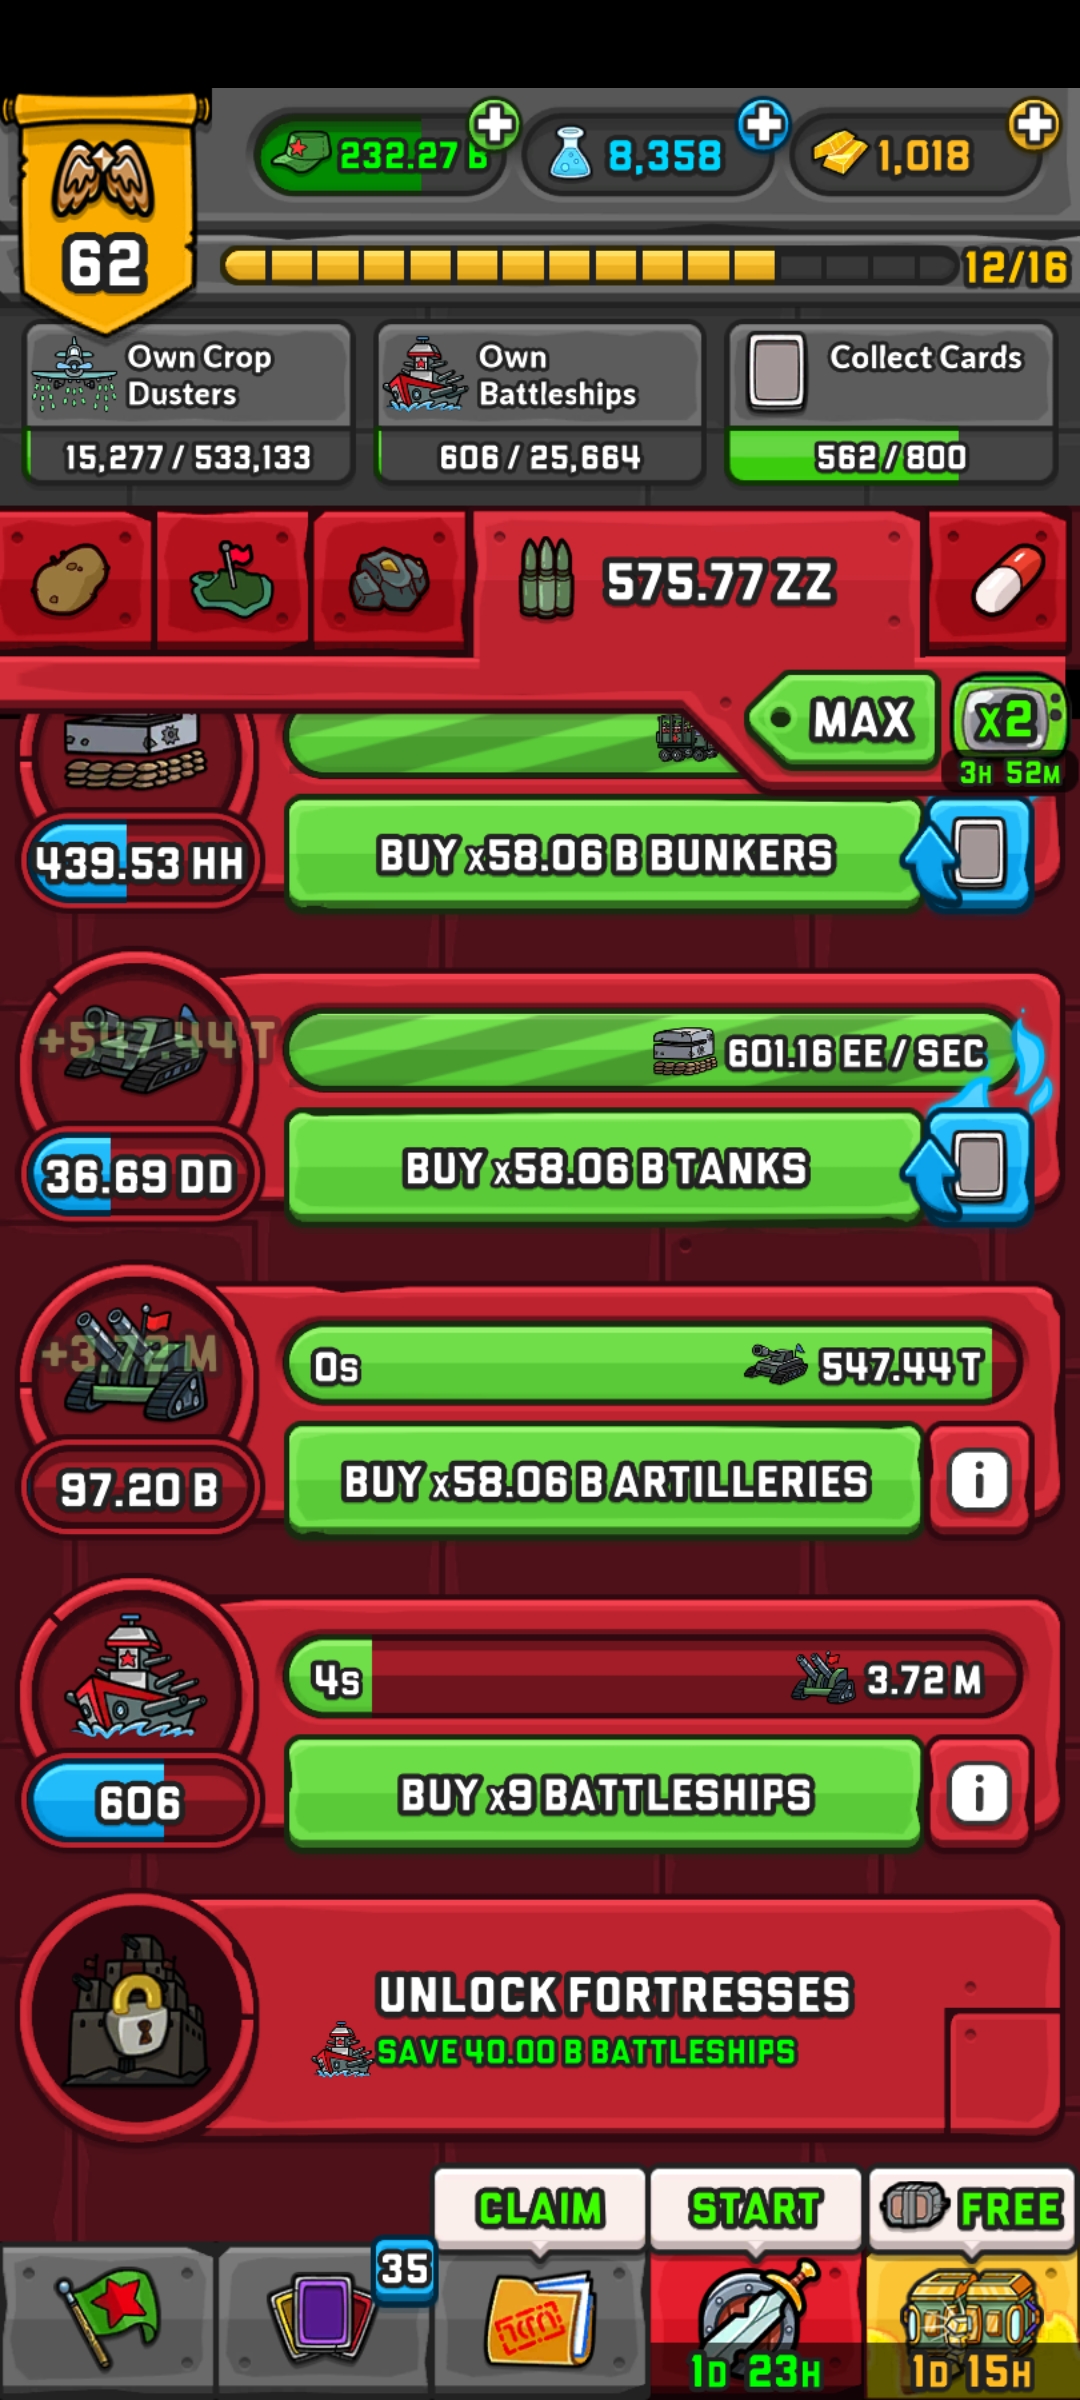 62
232.27 B
8,358
1,018
12/16
Own Crop
Dusters
15,277 / 533,133
Own
Battleships
606 / 25,664
Collect Cards
562 / 800
575.77 ZZ
MAX
x2
3H 52M
439.53 HH
BUY x58.06 B BUNKERS
+547.44 T
601.16 EE / SEC
36.69 DD
BUY x58.06 B TANKS
+3.72 M
0s
547.44 T
97.20 B
BUY x58.06 B ARTILLERIES
i
4s
3.72 M
606
BUY x9 BATTLESHIPS
i
UNLOCK FORTRESSES
SAVE 40.00 B BATTLESHIPS
CLAIM
START
FREE
35
1D 23H
1D 15H